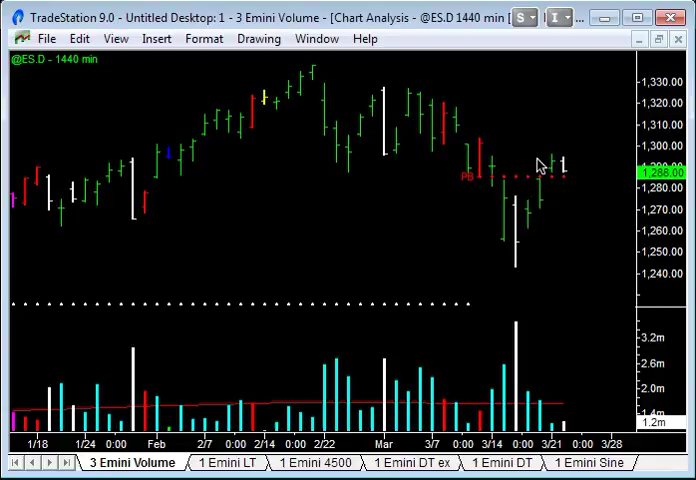 TradeStation 9.0 - Untitled Desktop: 1 - 3 Emini Volume - [Chart Analysis - @ES.D 1440 min [
S
I
File Edit View Insert Format Drawing Window Help
@ES.D - 1440 min
1,330.00
1,320.00
1,310.00
1,300.00
1,288.00
PB
1,280.00
1,270.00
1,260.00
1,250.00
1,240.00
3.2m
2.6m
2.0m
1.4m
1.2m
1/18 1/24 0:00 Feb 2/7 0:00 2/14 0:00 2/22 Mar 3/7 0:00 3/14 0:00 3/21 0:00 3/28
3 Emini Volume 1 Emini LT 1 Emini 4500 1 Emini DT ex 1 Emini DT 1 Emini Sine